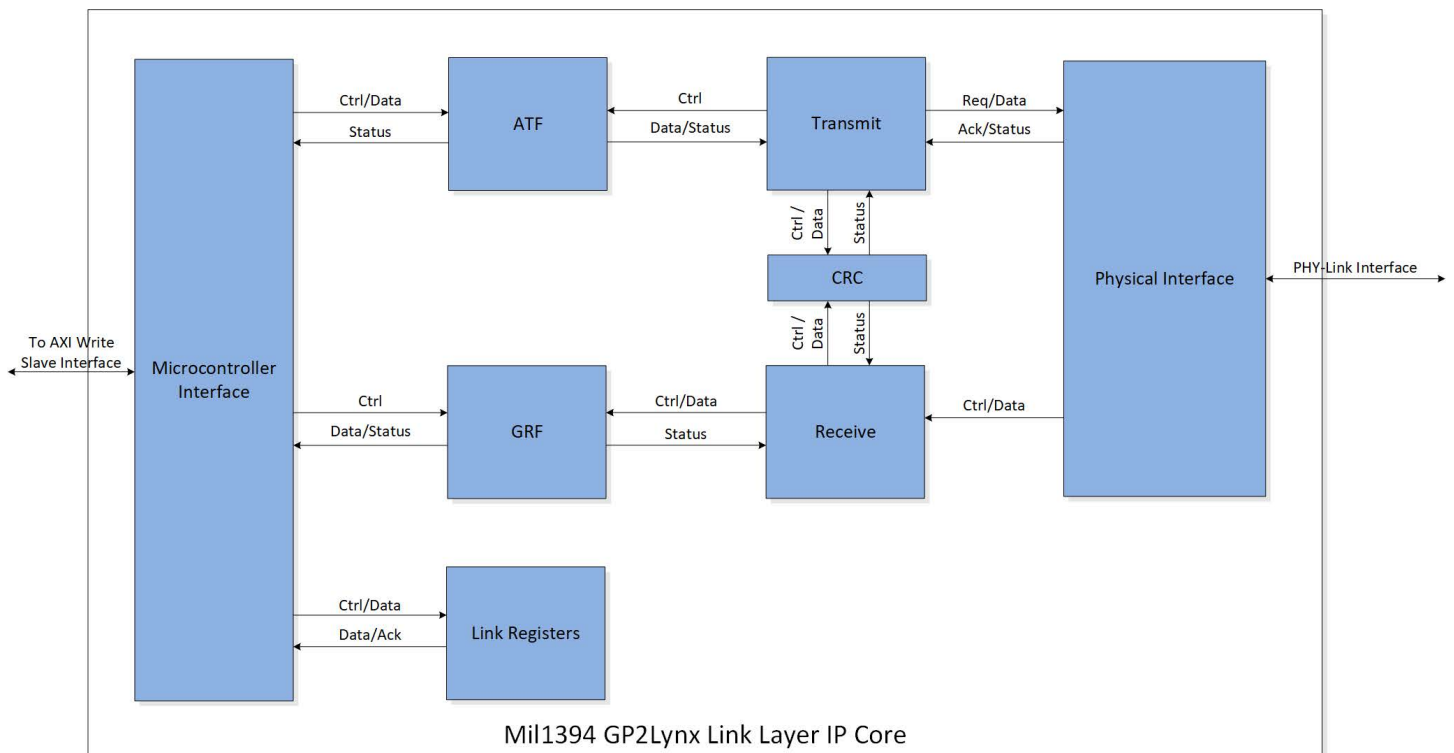 Ctrl/Data
Status
ATF
Ctrl
Data/Status
Transmit
Req/Data
Ack/Status
Ctrl /
Data
Status
CRC
Ctrl /
Data
Status
Physical Interface
PHY-Link Interface
To AXI Write
Slave Interface
Microcontroller
Interface
Ctrl
Data/Status
GRF
Ctrl/Data
Status
Receive
Ctrl/Data
Ctrl/Data
Data/Ack
Link Registers
Mil1394 GP2Lynx Link Layer IP Core